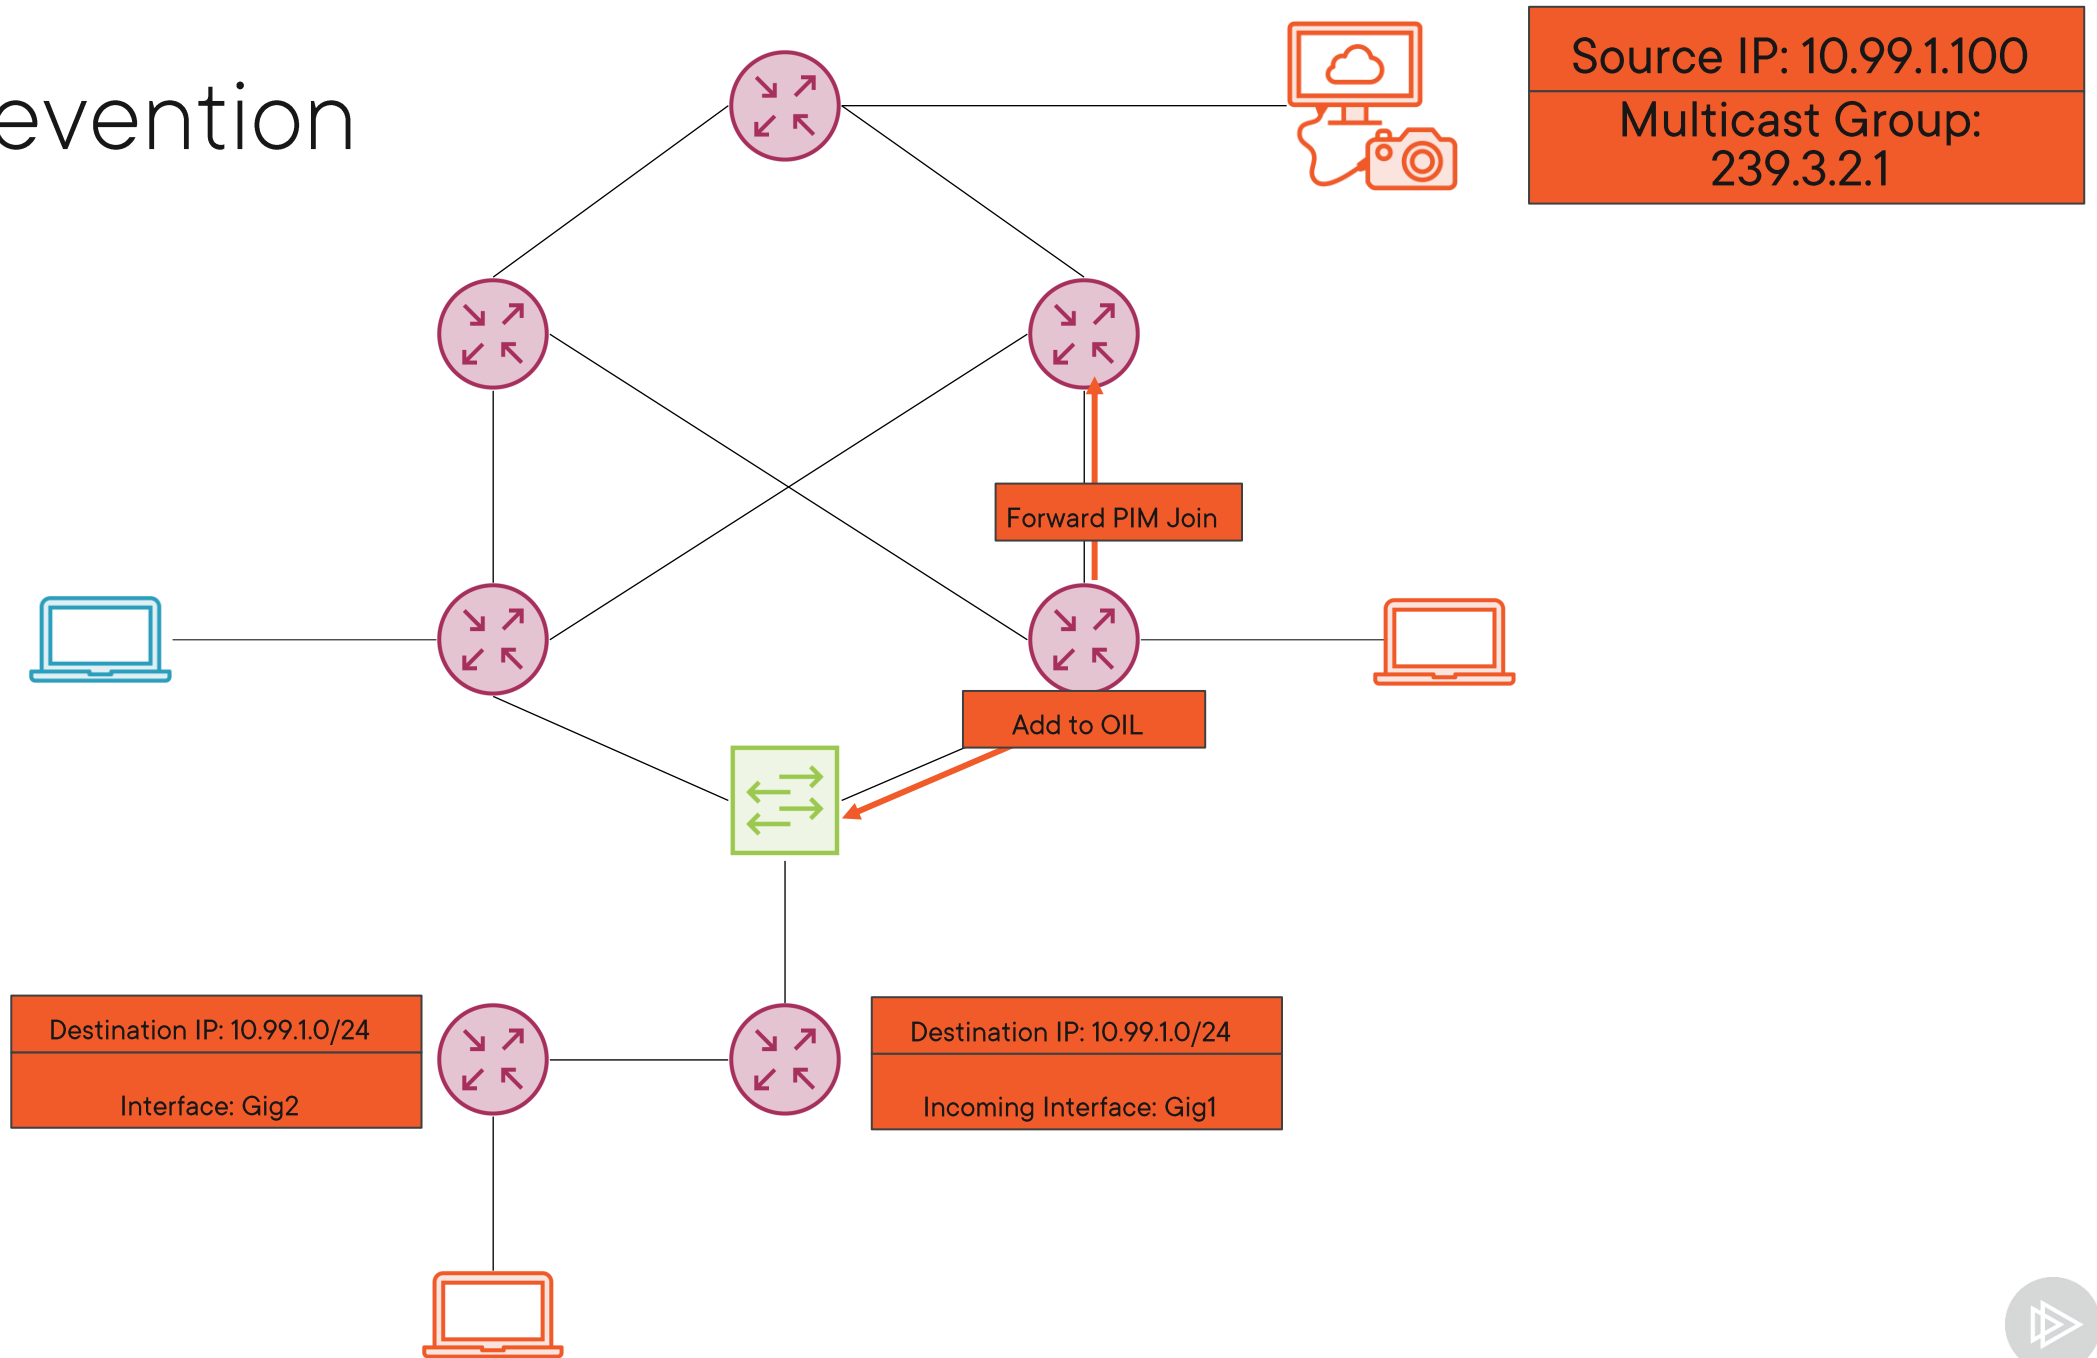 evention
Source IP: 10.99.1.100
Multicast Group:
239.3.2.1
Forward PIM Join
Add to OIL
Destination IP: 10.99.1.0/24
Interface: Gig2
Destination IP: 10.99.1.0/24
Incoming Interface: Gig1